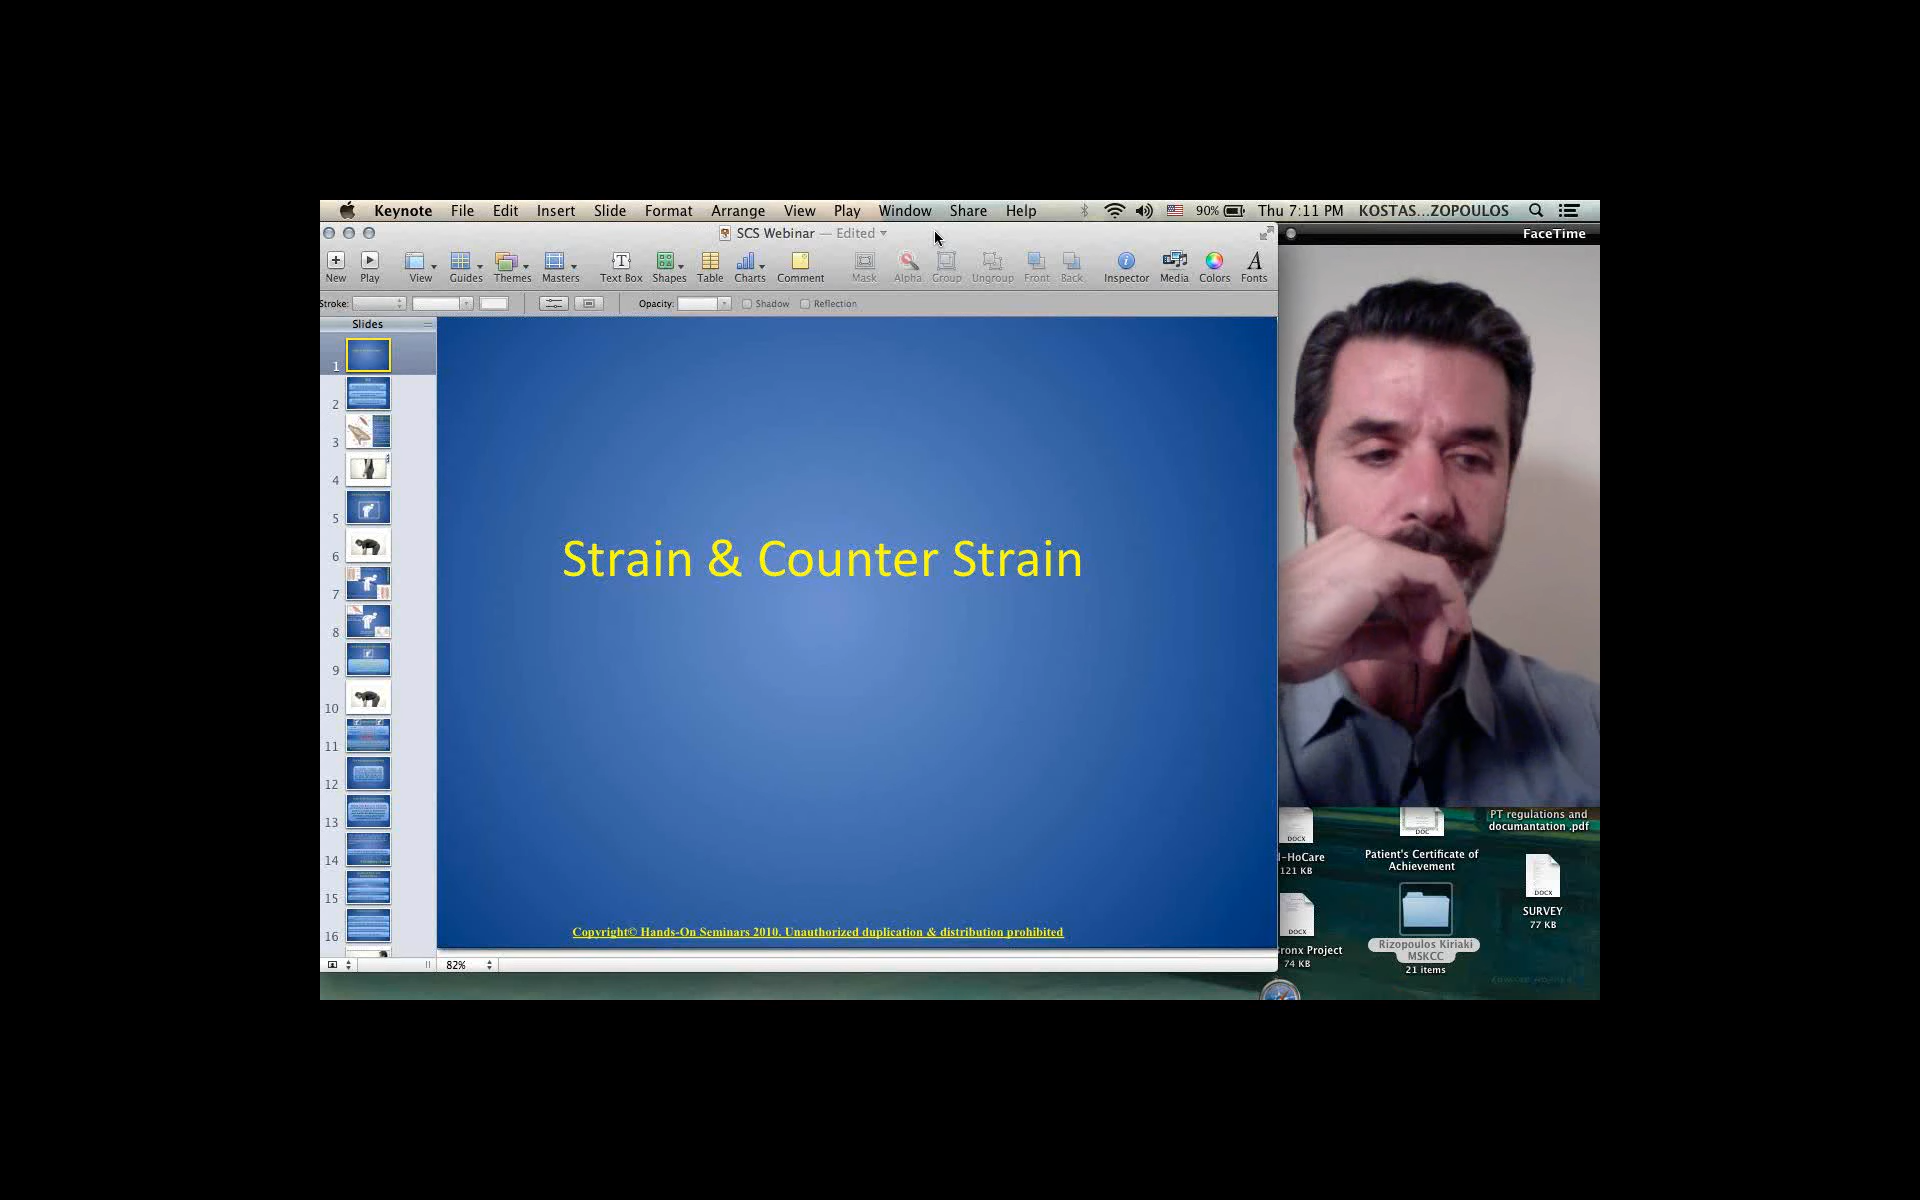 Keynote File Edit Insert Slide Format Arrange View Play Window Share Help 90% Thu 7:11 PM KOSTAS...ZOPOULOS
SCS Webinar — Edited
FaceTime
New Play View Guides Themes Masters Text Box Shapes Table Charts Comment Mask Alpha Group Ungroup Front Back Inspector Media Colors Fonts
Stroke: Opacity: Shadow Reflection
Slides
1
2
3
4
5
6
7
8
9
10
11
12
13
14
15
16
Strain & Counter Strain
Copyright© Hands-On Seminars 2010. Unauthorized duplication & distribution prohibited
82%
PT regulations and
documantation .pdf
DOCX
DOC
l-HoCare
121 KB
Patient's Certificate of
Achievement
DOCX
SURVEY
77 KB
DOCX
ronx Project
74 KB
Rizopoulos Kiriaki
MSKCC
21 items